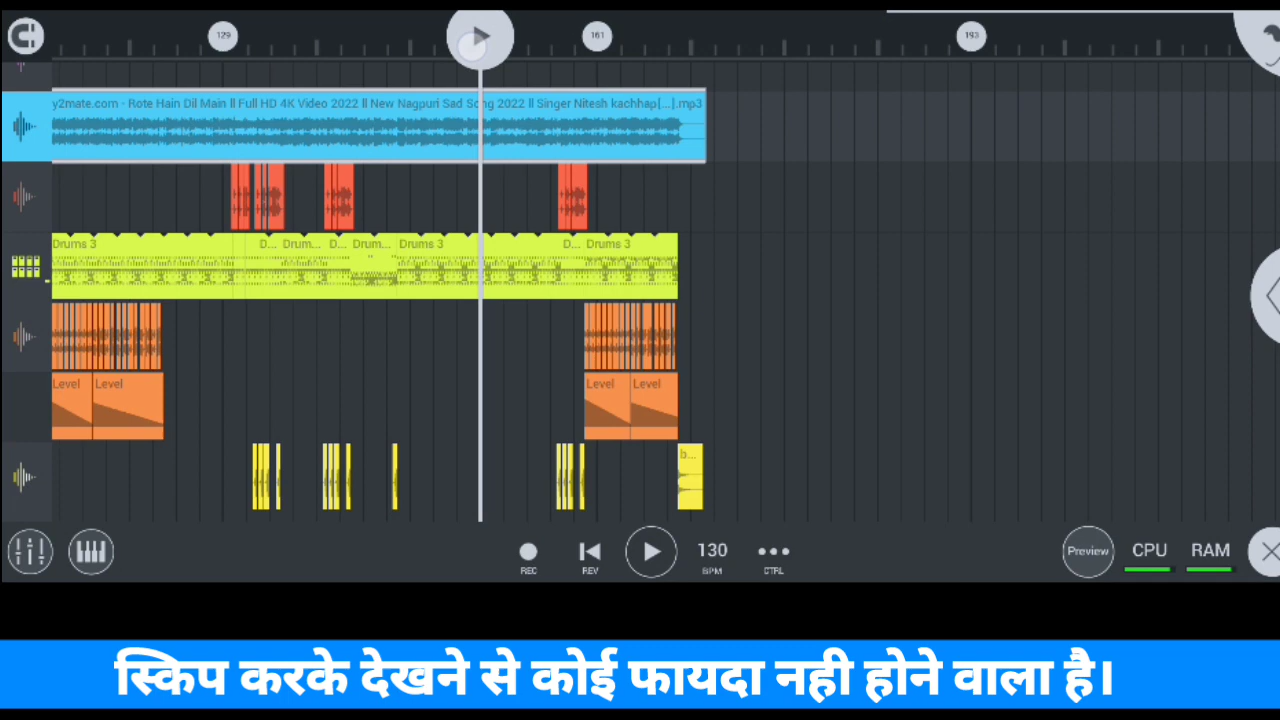 129
161
193
y2mate.com - Rote Hain Dil Main ll Full HD 4K Video 2022 ll New Nagpuri Sad Song 2022 ll Singer Nitesh kachhap[...].mp3
Drums 3 D... Drum... D... Drum... Drums 3 D... Drums 3
Level Level Level Level
b...
REC REV 130 BPM CTRL Preview CPU RAM
स्किप करके देखने से कोई फायदा नही होने वाला है।